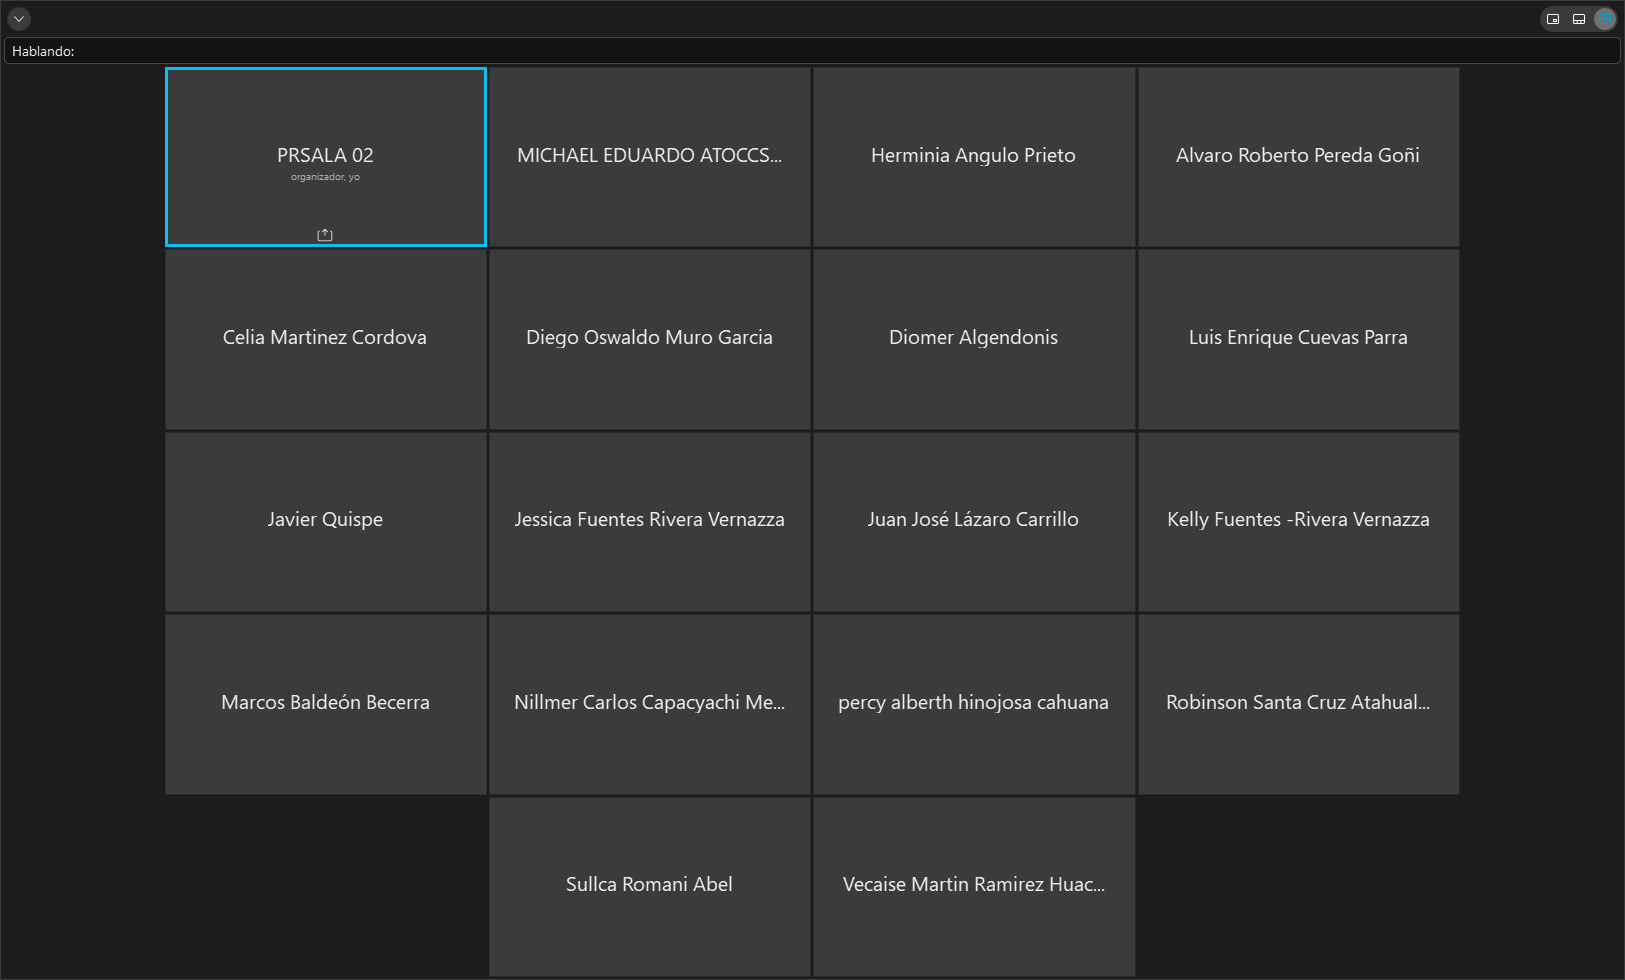 Hablando:
PRSALA 02
organizador, yo
MICHAEL EDUARDO ATOCCS...
Herminia Angulo Prieto
Alvaro Roberto Pereda Goñi
Celia Martinez Cordova
Diego Oswaldo Muro Garcia
Diomer Algendonis
Luis Enrique Cuevas Parra
Javier Quispe
Jessica Fuentes Rivera Vernazza
Juan José Lázaro Carrillo
Kelly Fuentes -Rivera Vernazza
Marcos Baldeón Becerra
Nillmer Carlos Capacyachi Me...
percy alberth hinojosa cahuana
Robinson Santa Cruz Atahual...
Sullca Romani Abel
Vecaise Martin Ramirez Huac...